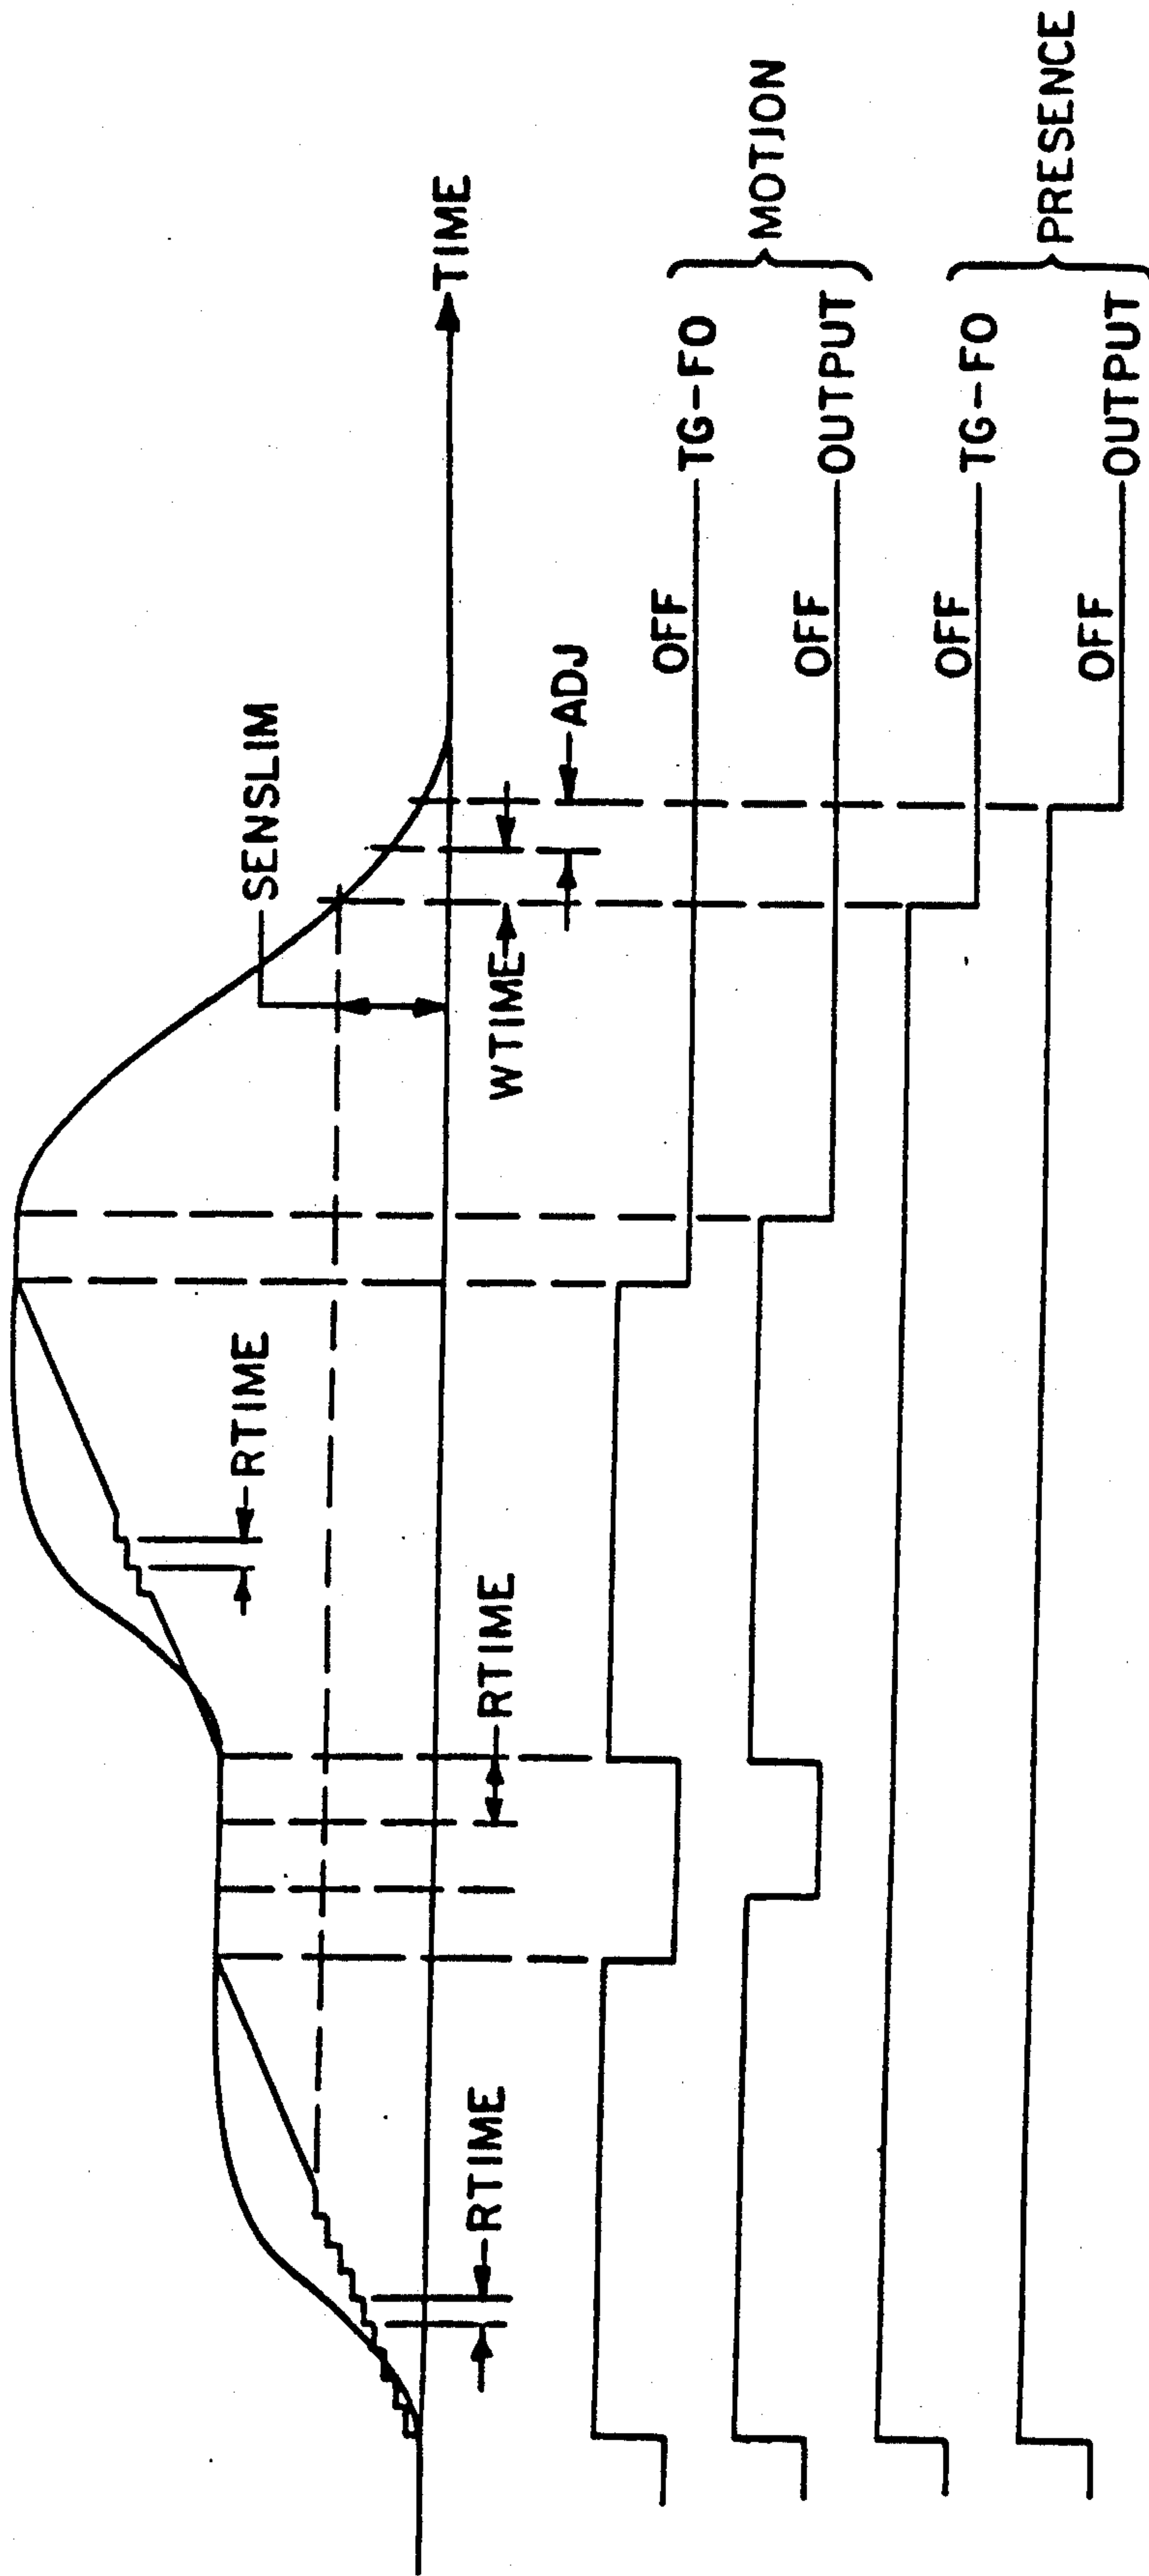 SENSLIM
RTIME
TIME
RTIME
RTIME
WTIME
ADJ
OFF
TG-FO
OFF
OUTPUT
MOTION
OFF
TG-FO
OFF
OUTPUT
PRESENCE